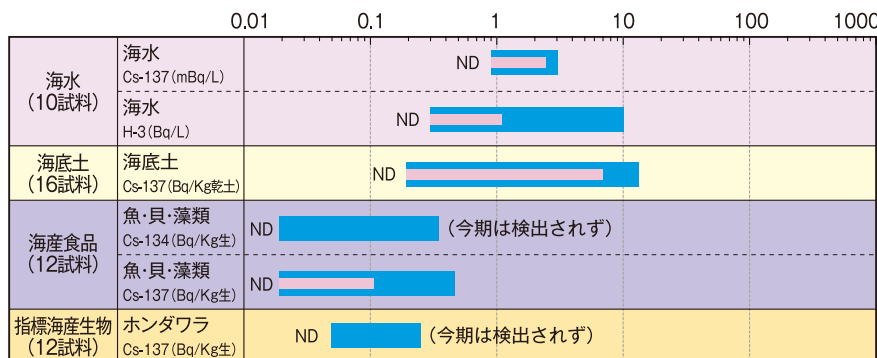 0.01 0.1 1 10 100 1000
海水
(10試料)
海水
Cs-137(mBq/L)
ND
海水
H-3(Bq/L)
ND
海底土
(16試料)
海底土
Cs-137(Bq/Kg乾土)
ND
海産食品
(12試料)
魚・貝・藻類
Cs-134(Bq/Kg生)
ND
(今期は検出されず)
魚・貝・藻類
Cs-137(Bq/Kg生)
ND
指標海産生物
(12試料)
ホンダワラ
Cs-137(Bq/Kg生)
ND
(今期は検出されず)